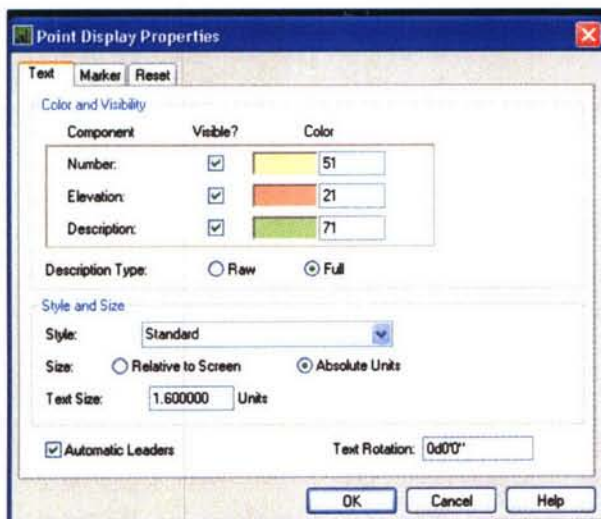 Point Display Properties
Text Marker Reset
Color and Visibility
Component Visible? Color
Number: 51
Elevation: 21
Description: 71
Description Type: Raw Full
Style and Size
Style: Standard
Size: Relative to Screen Absolute Units
Text Size: 1.600000 Units
Automatic Leaders Text Rotation: 0d0'0"
OK Cancel Help